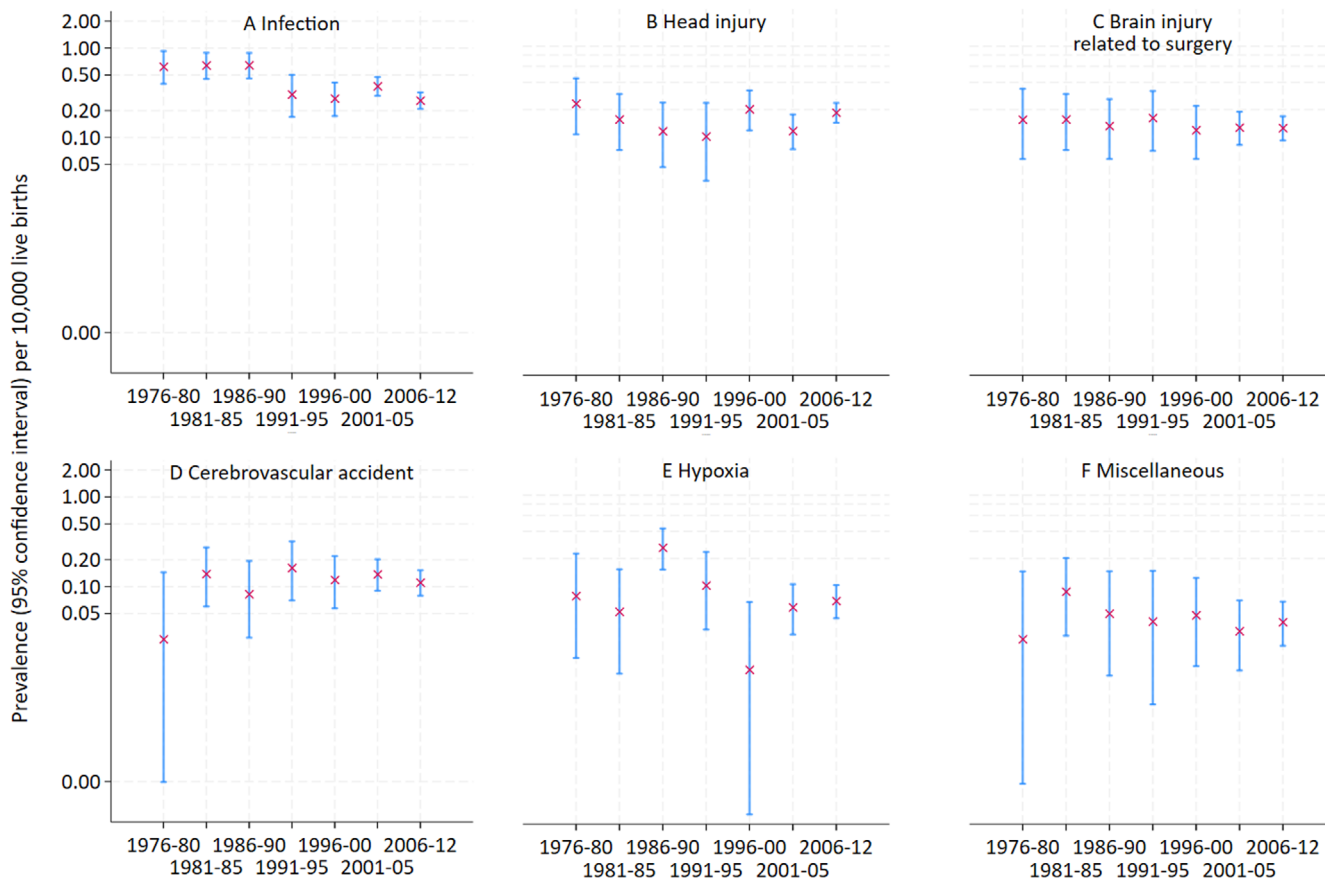 Prevalence (95% confidence interval) per 10,000 live births
A Infection
2.00
1.00
0.50
0.20
0.10
0.05
0.00
1976-80 1986-90 1996-00 2006-12
1981-85 1991-95 2001-05
B Head injury
1976-80 1986-90 1996-00 2006-12
1981-85 1991-95 2001-05
C Brain injury
related to surgery
1976-80 1986-90 1996-00 2006-12
1981-85 1991-95 2001-05
D Cerebrovascular accident
2.00
1.00
0.50
0.20
0.10
0.05
0.00
1976-80 1986-90 1996-00 2006-12
1981-85 1991-95 2001-05
E Hypoxia
1976-80 1986-90 1996-00 2006-12
1981-85 1991-95 2001-05
F Miscellaneous
1976-80 1986-90 1996-00 2006-12
1981-85 1991-95 2001-05